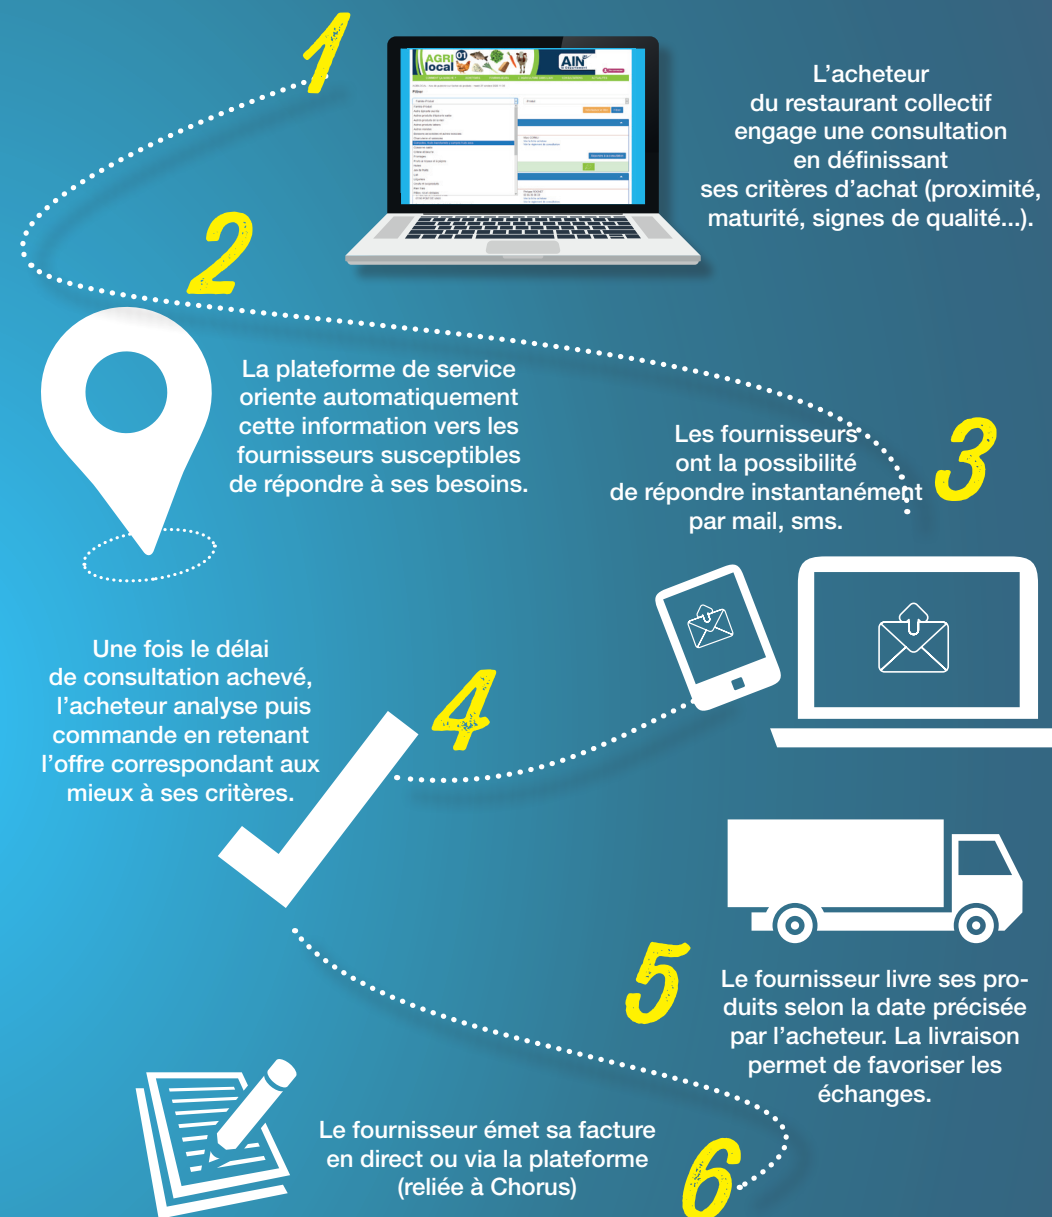 1
AGRI 01
local
AIN
L'acheteur
du restaurant collectif
engage une consultation
en définissant
ses critères d'achat (proximité,
maturité, signes de qualité...).
2
La plateforme de service
oriente automatiquement
cette information vers les
fournisseurs susceptibles
de répondre à ses besoins.
3
Les fournisseurs
ont la possibilité
de répondre instantanément
par mail, sms.
4
Une fois le délai
de consultation achevé,
l'acheteur analyse puis
commande en retenant
l'offre correspondant aux
mieux à ses critères.
5
Le fournisseur livre ses pro-
duits selon la date précisée
par l'acheteur. La livraison
permet de favoriser les
échanges.
6
Le fournisseur émet sa facture
en direct ou via la plateforme
(reliée à Chorus)